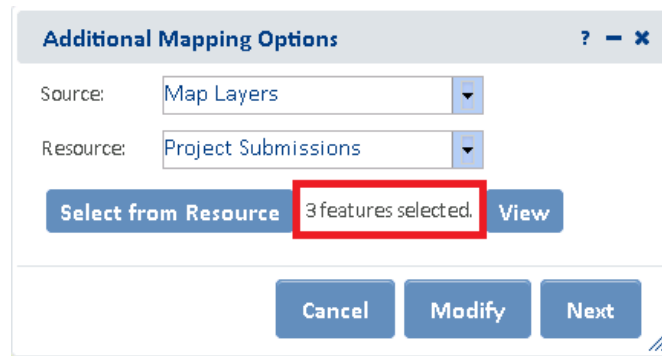 Additional Mapping Options ? – ×
Source: Map Layers
Resource: Project Submissions
Select from Resource 3 features selected. View
Cancel Modify Next